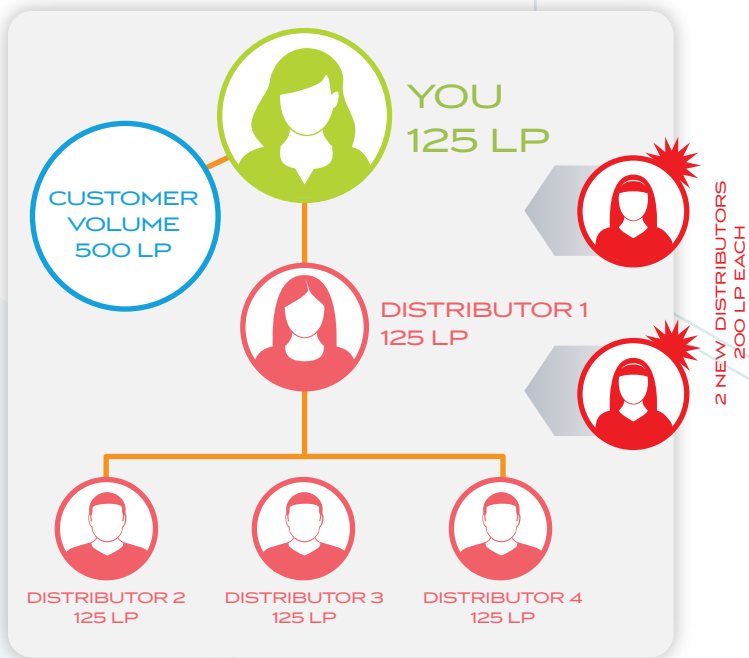 YOU
125 LP
CUSTOMER
VOLUME
500 LP
DISTRIBUTOR 1
125 LP
2 NEW DISTRIBUTORS
200 LP EACH
DISTRIBUTOR 2
125 LP
DISTRIBUTOR 3
125 LP
DISTRIBUTOR 4
125 LP